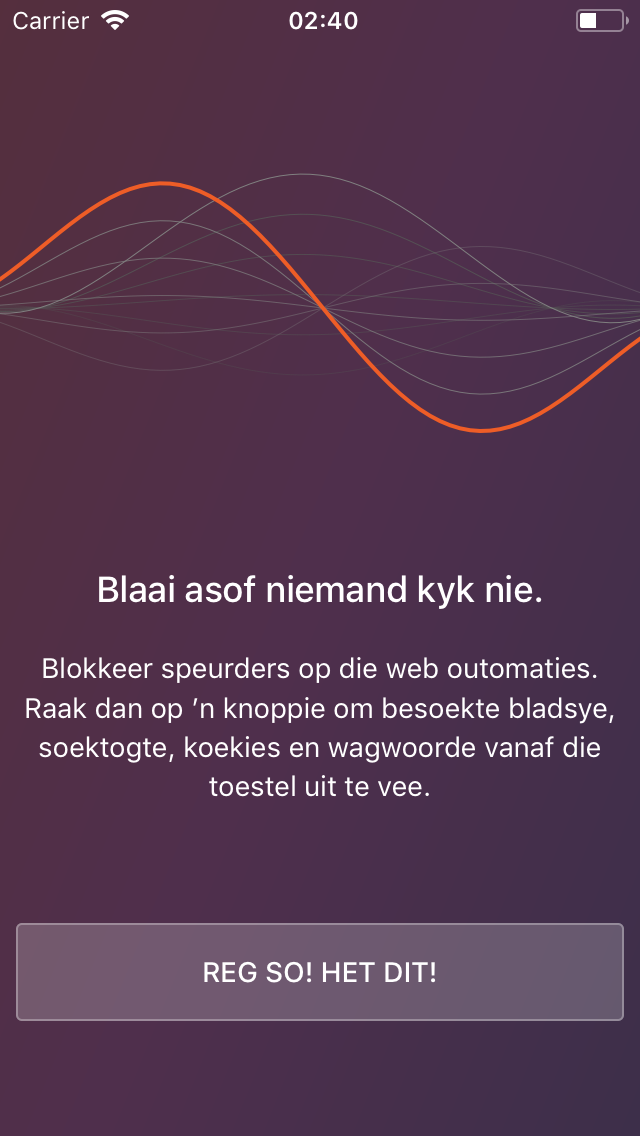 Carrier 02:40
Blaai asof niemand kyk nie.
Blokkeer speurders op die web outomaties.
Raak dan op ’n knoppie om besoekte bladsye,
soektogte, koekies en wagwoorde vanaf die
toestel uit te vee.
REG SO! HET DIT!